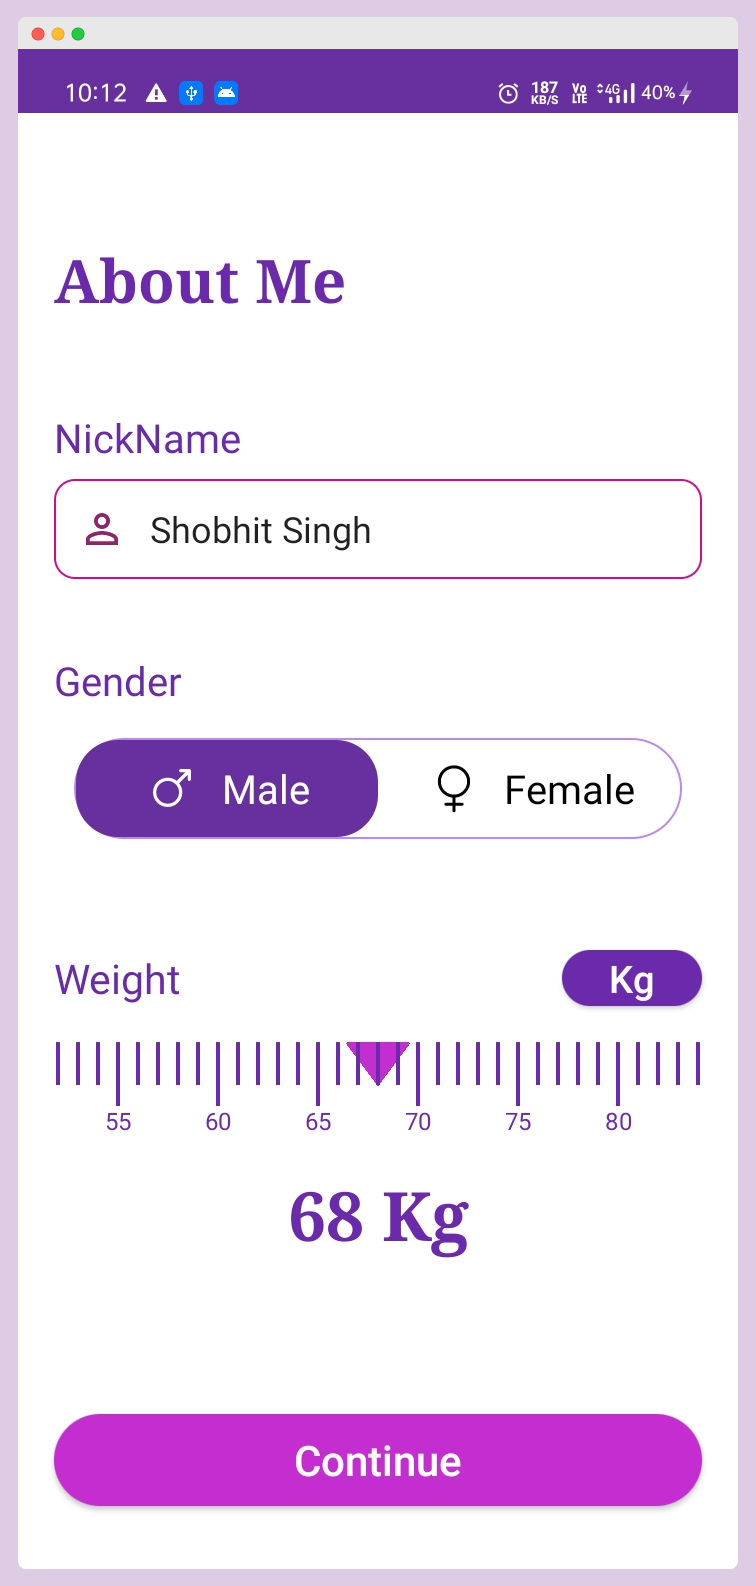 10:12 187 KB/S Vo LTE 4G 40%
About Me
NickName
Shobhit Singh
Gender
Male Female
Weight Kg
55 60 65 70 75 80
68 Kg
Continue